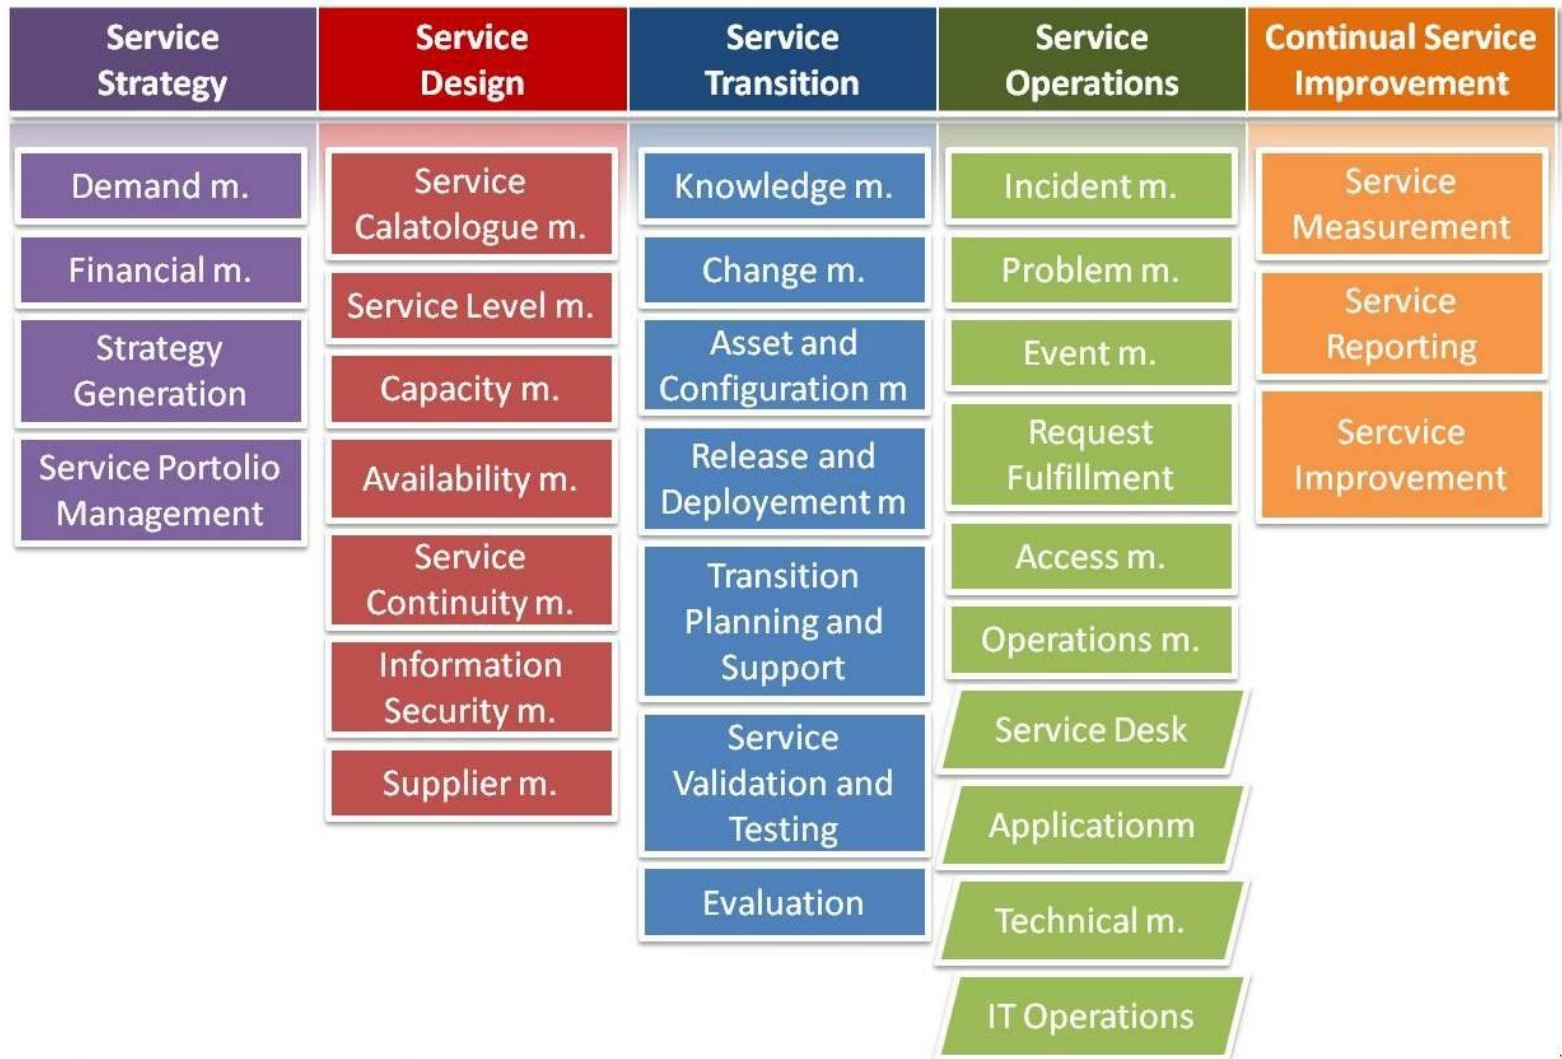 Service
Strategy
Service
Design
Service
Transition
Service
Operations
Continual Service
Improvement
Demand m.
Financial m.
Strategy
Generation
Service Portolio
Management
Service
Calatologue m.
Service Level m.
Capacity m.
Availability m.
Service
Continuity m.
Information
Security m.
Supplier m.
Knowledge m.
Change m.
Asset and
Configuration m
Release and
Deployement m
Transition
Planning and
Support
Service
Validation and
Testing
Evaluation
Incident m.
Problem m.
Event m.
Request
Fulfillment
Access m.
Operations m.
Service Desk
Applicationm
Technical m.
IT Operations
Service
Measurement
Service
Reporting
Sercvice
Improvement